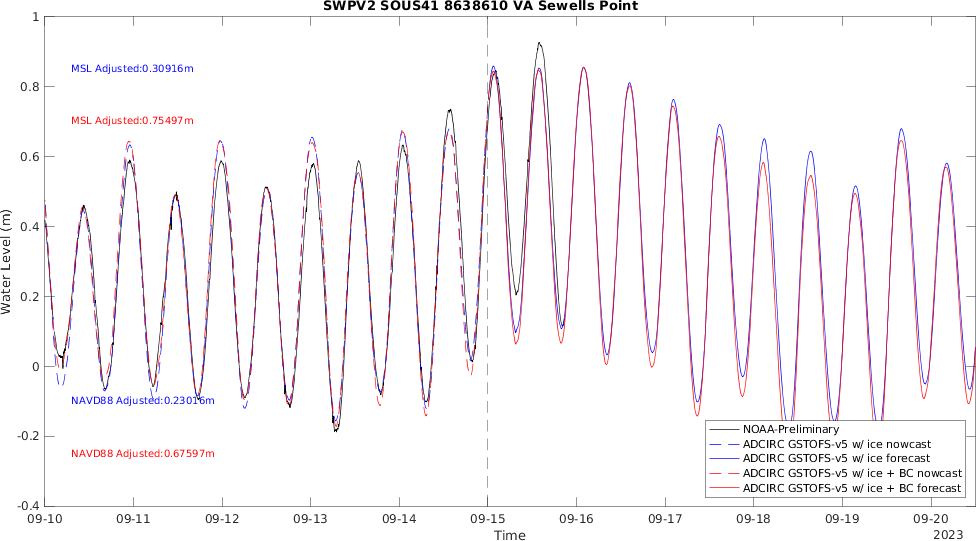 SWPV2 SOUS41 8638610 VA Sewells Point
Water Level (m)
1
0.8
0.6
0.4
0.2
0
-0.2
-0.4
MSL Adjusted:0.30916m
MSL Adjusted:0.75497m
NAVD88 Adjusted:0.23016m
NAVD88 Adjusted:0.67597m
NOAA-Preliminary
ADCIRC GSTOFS-v5 w/ ice nowcast
ADCIRC GSTOFS-v5 w/ ice forecast
ADCIRC GSTOFS-v5 w/ ice + BC nowcast
ADCIRC GSTOFS-v5 w/ ice + BC forecast
09-10 09-11 09-12 09-13 09-14 09-15 09-16 09-17 09-18 09-19 09-20
Time
2023